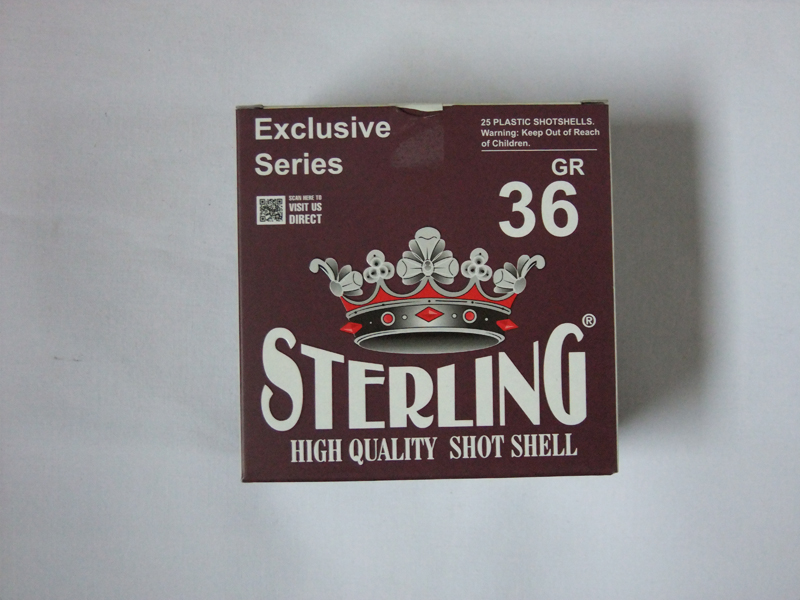 Exclusive
Series
25 PLASTIC SHOTSHELLS.
Warning: Keep Out of Reach
of Children.
GR
36
SCAN HERE TO
VISIT US
DIRECT
STERLING®
HIGH QUALITY SHOT SHELL